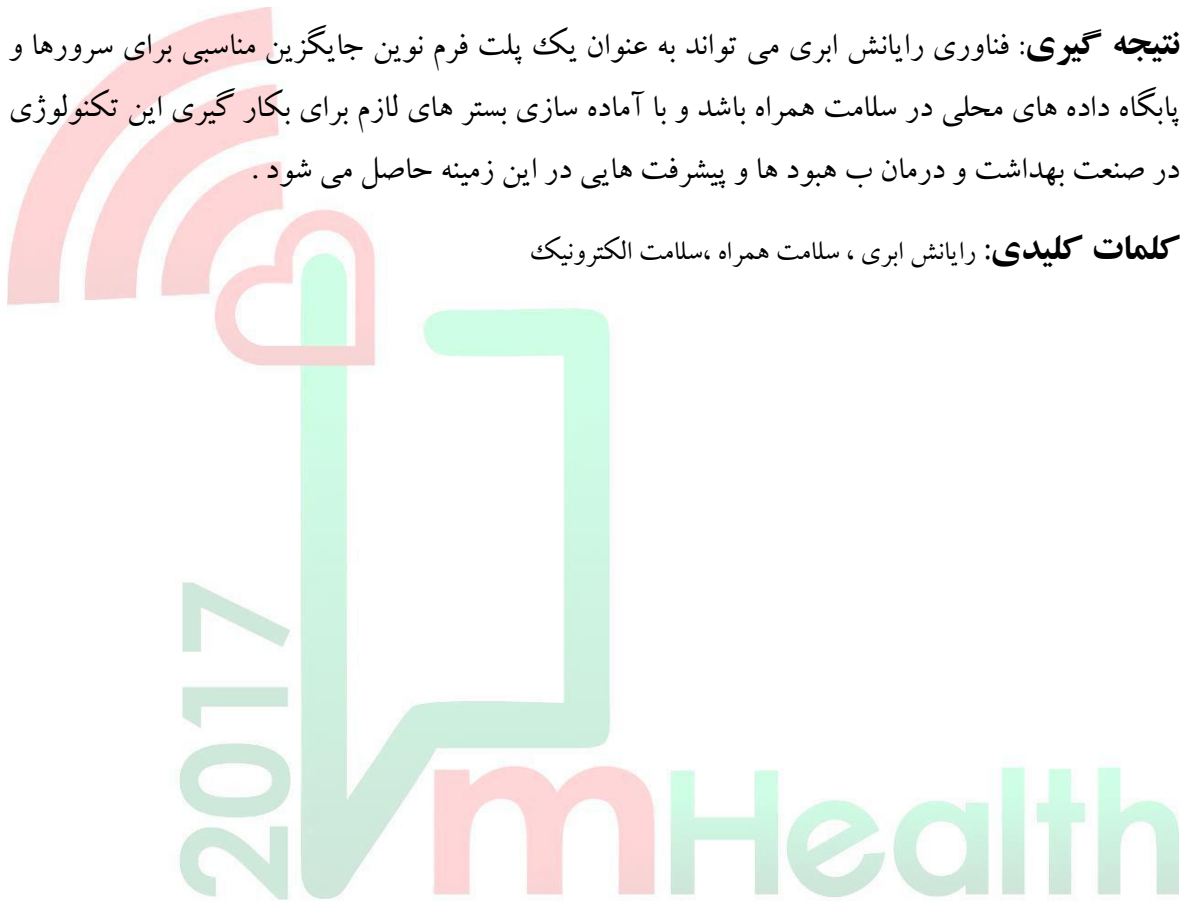 نتیجه گیری: فناوری رایانش ابری می تواند به عنوان یک پلت فرم نوین جایگزین مناسبی برای سرورها و
پابگاه داده های محلی در سلامت همراه باشد و با آماده سازی بستر های لازم برای بکار گیری این تکنولوژی
در صنعت بهداشت و درمان ب هبود ها و پیشرفت هایی در این زمینه حاصل می شود .
کلمات کلیدی: رایانش ابری ، سلامت همراه ،سلامت الکترونیک
2017
mHealth